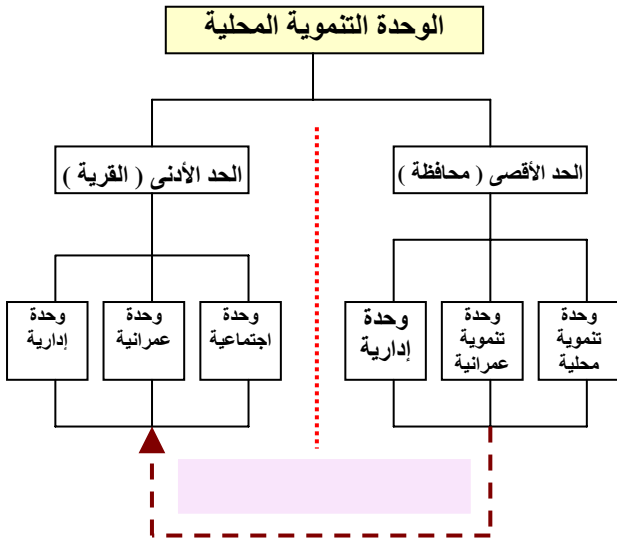 الوحدة التنموية المحلية
الحد الأقصى ( محافظة )
الحد الأدنى ( القرية )
وحدة
تنموية
محلية
وحدة
تنموية
عمرانية
وحدة
إدارية
وحدة
اجتماعية
وحدة
عمرانية
وحدة
إدارية